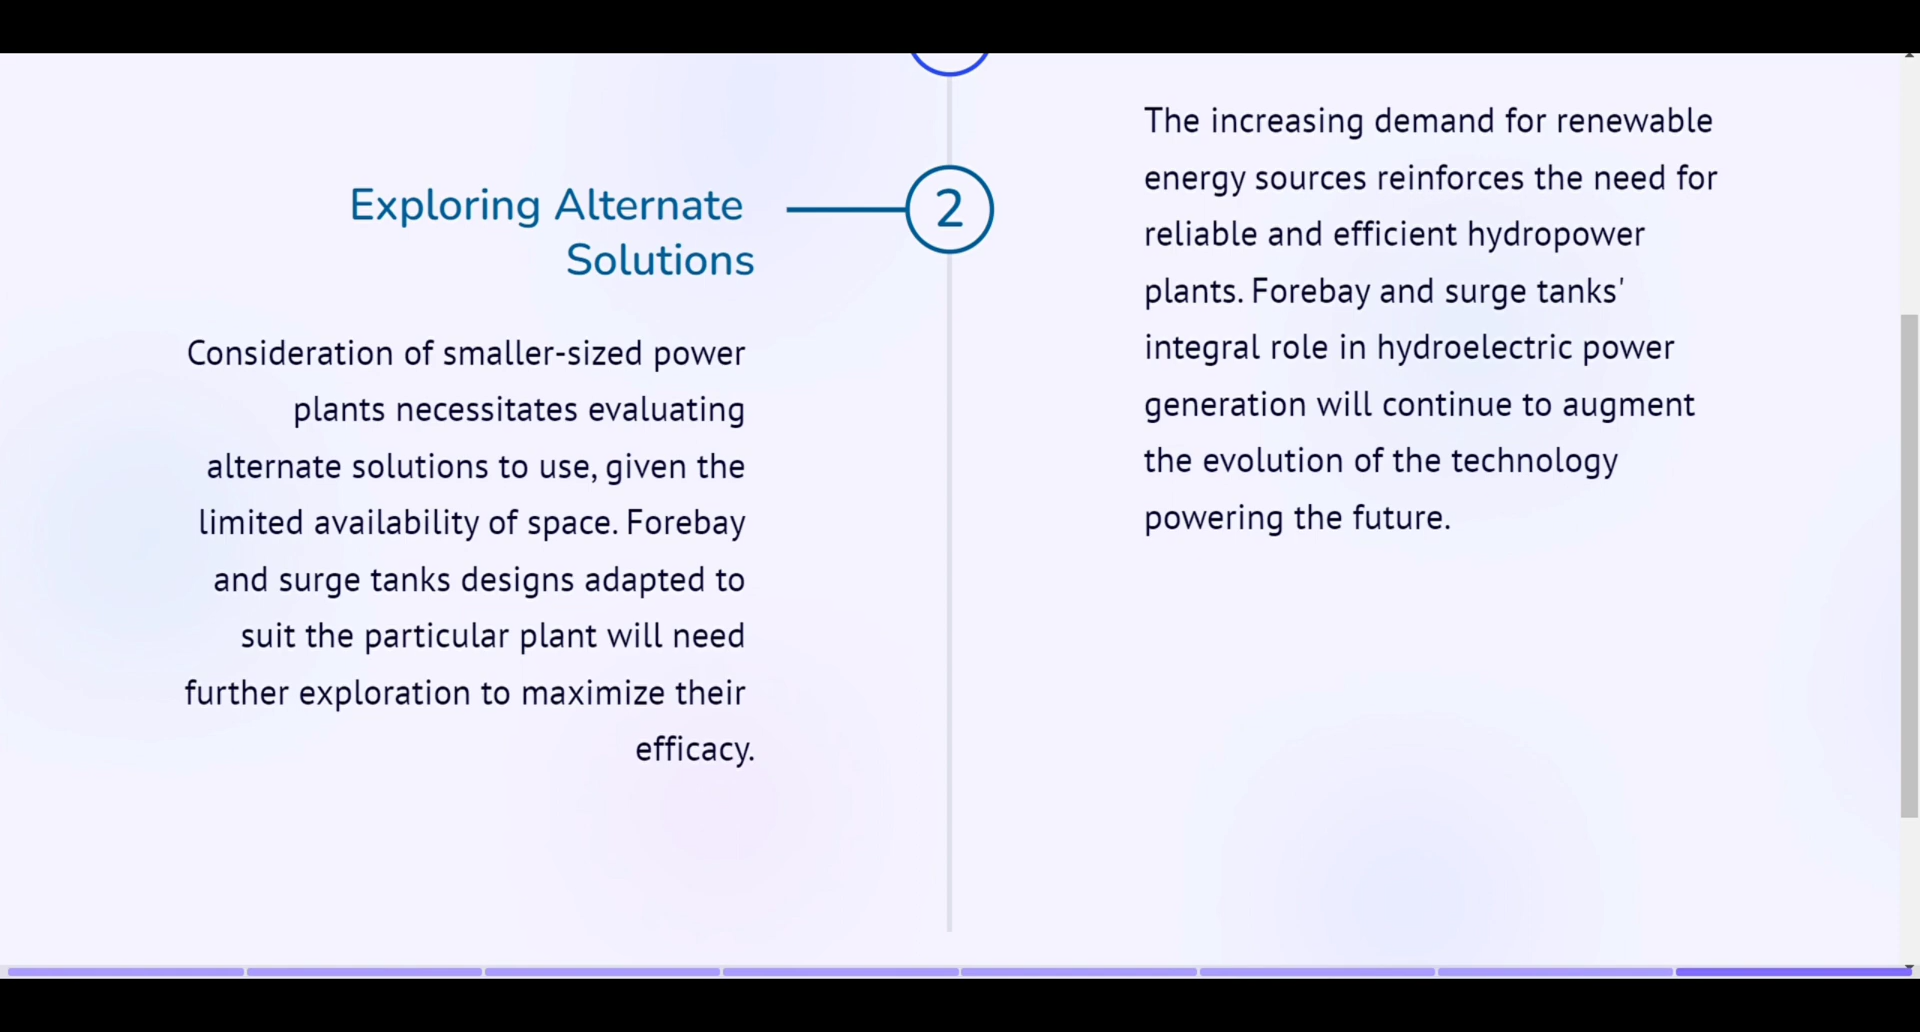 The increasing demand for renewable
energy sources reinforces the need for
reliable and efficient hydropower
plants. Forebay and surge tanks'
integral role in hydroelectric power
generation will continue to augment
the evolution of the technology
powering the future.
2
Exploring Alternate
Solutions
Consideration of smaller-sized power
plants necessitates evaluating
alternate solutions to use, given the
limited availability of space. Forebay
and surge tanks designs adapted to
suit the particular plant will need
further exploration to maximize their
efficacy.